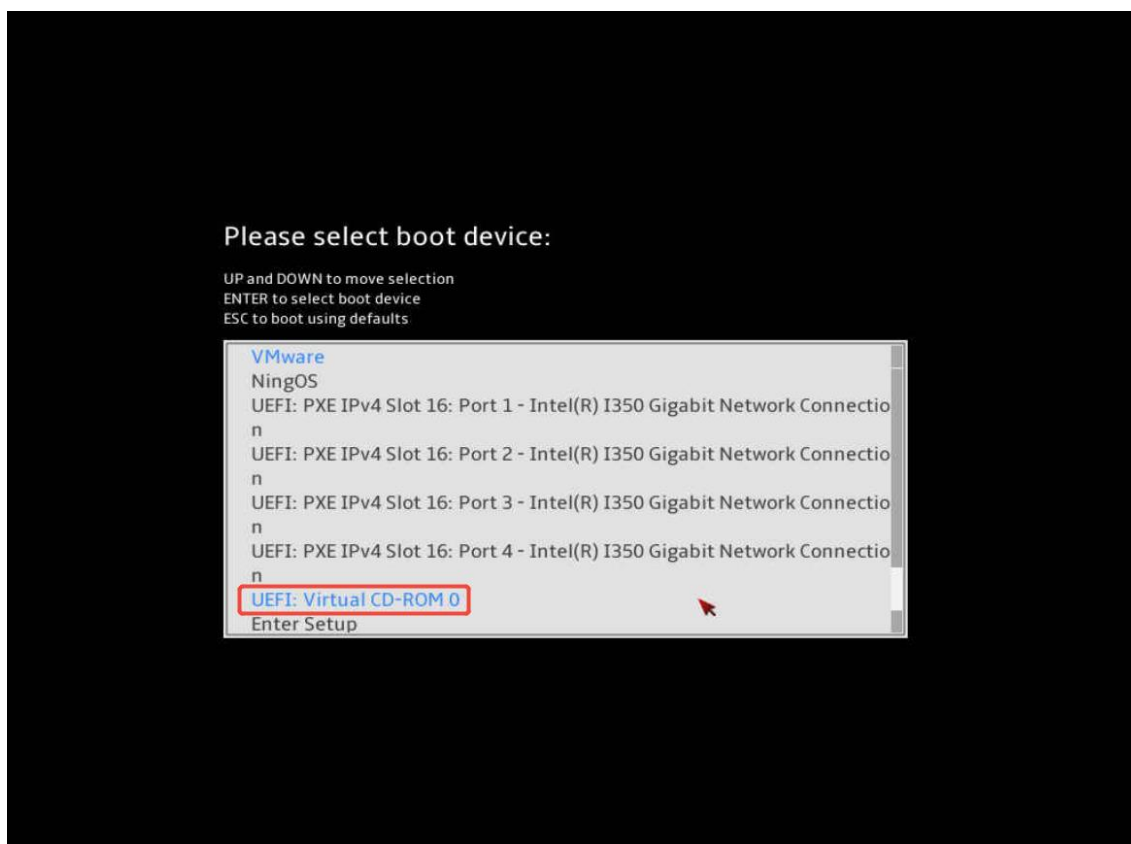 Please select boot device:
UP and DOWN to move selection
ENTER to select boot device
ESC to boot using defaults
VMware
NingOS
UEFI: PXE IPv4 Slot 16: Port 1 - Intel(R) I350 Gigabit Network Connectio
n
UEFI: PXE IPv4 Slot 16: Port 2 - Intel(R) I350 Gigabit Network Connectio
n
UEFI: PXE IPv4 Slot 16: Port 3 - Intel(R) I350 Gigabit Network Connectio
n
UEFI: PXE IPv4 Slot 16: Port 4 - Intel(R) I350 Gigabit Network Connectio
n
UEFI: Virtual CD-ROM 0
Enter Setup